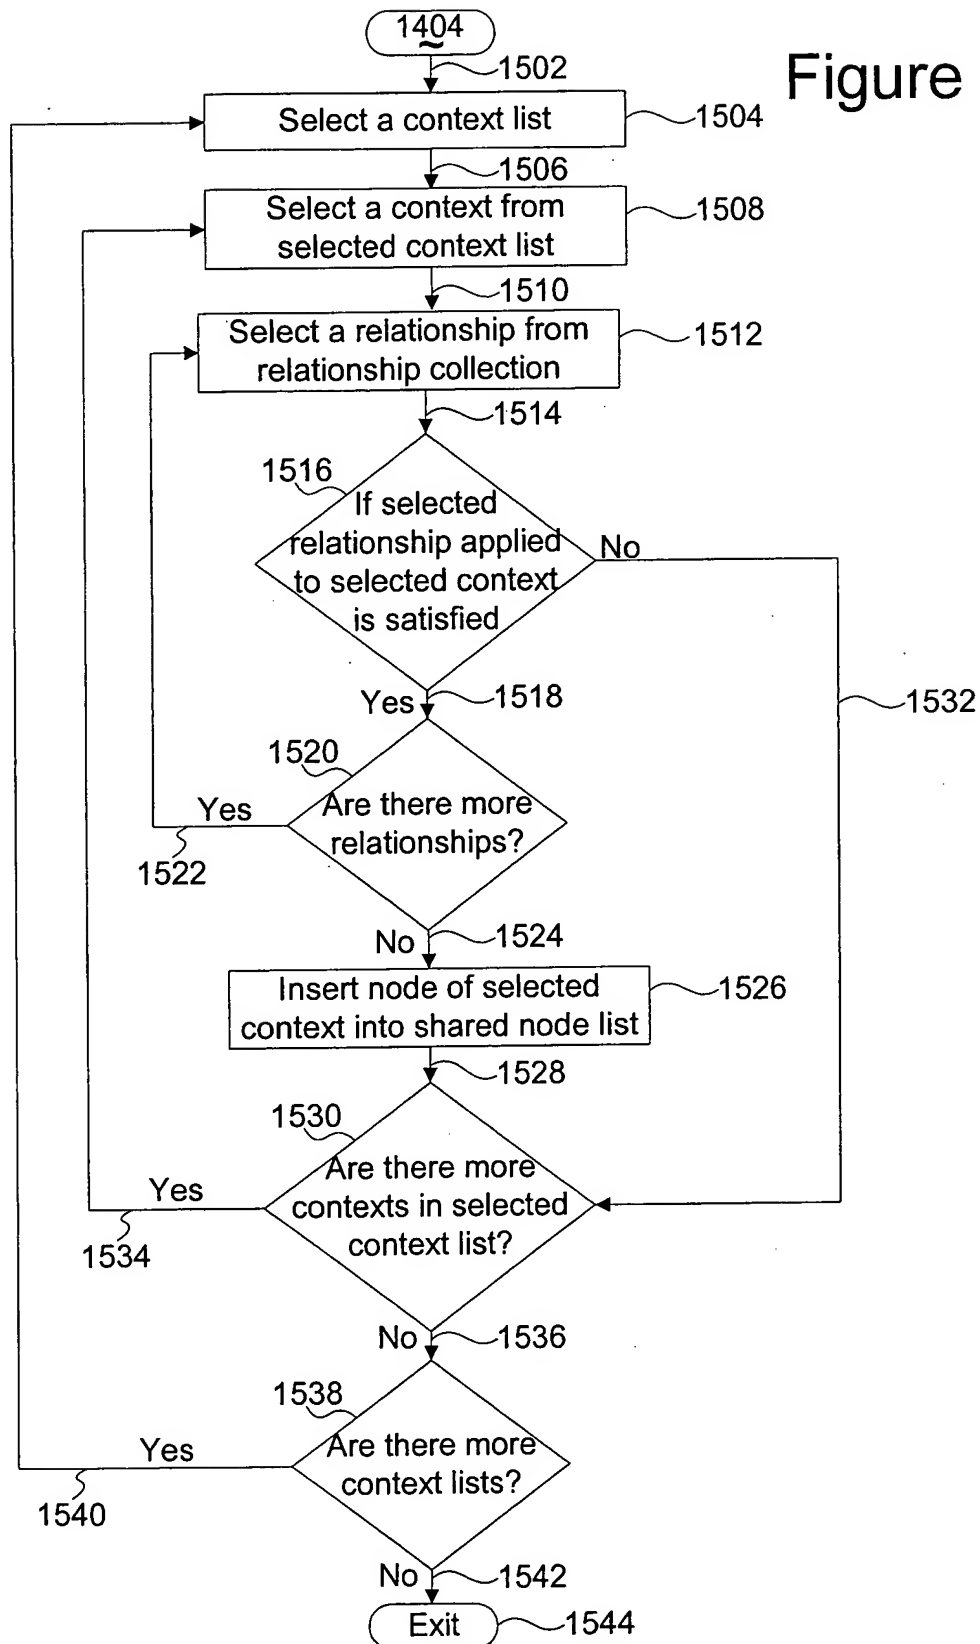 1404
Figure
1502
Select a context list
1504
1506
Select a context from
selected context list
1508
1510
Select a relationship from
relationship collection
1512
1514
1516
If selected
relationship applied
to selected context
is satisfied
No
1532
Yes
1518
1520
Are there more
relationships?
Yes
1522
No
1524
Insert node of selected
context into shared node list
1526
1528
1530
Are there more
contexts in selected
context list?
Yes
1534
No
1536
1538
Are there more
context lists?
Yes
1540
No
1542
Exit
1544